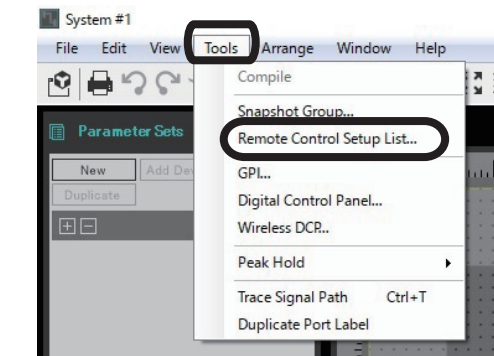 System #1
File Edit View Tools Arrange Window Help
Compile
Snapshot Group...
Parameter Sets
Remote Control Setup List...
New Add Dev
GPI...
Duplicate
Digital Control Panel...
Wireless DCP...
Peak Hold
Trace Signal Path Ctrl+T
Duplicate Port Label